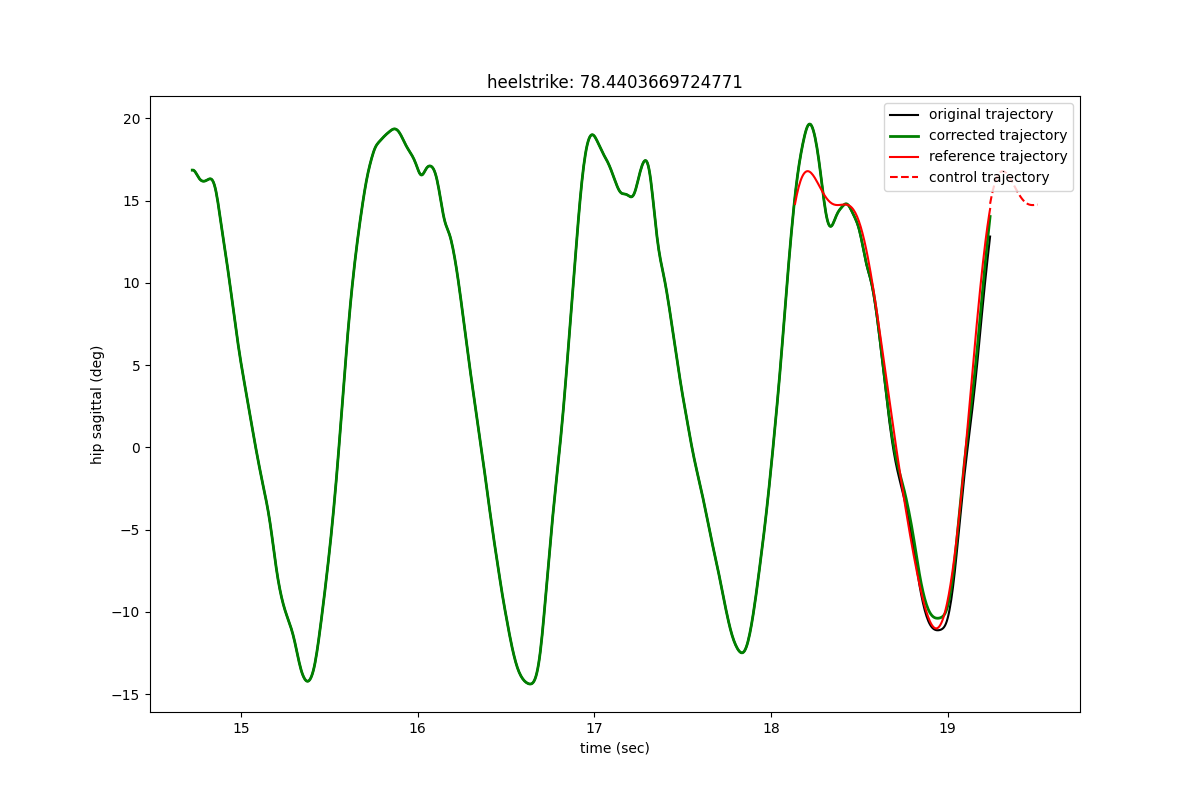 heelstrike: 78.4403669724771
original trajectory
corrected trajectory
reference trajectory
control trajectory
20
15
10
5
0
−5
−10
−15
hip sagittal (deg)
15 16 17 18 19
time (sec)